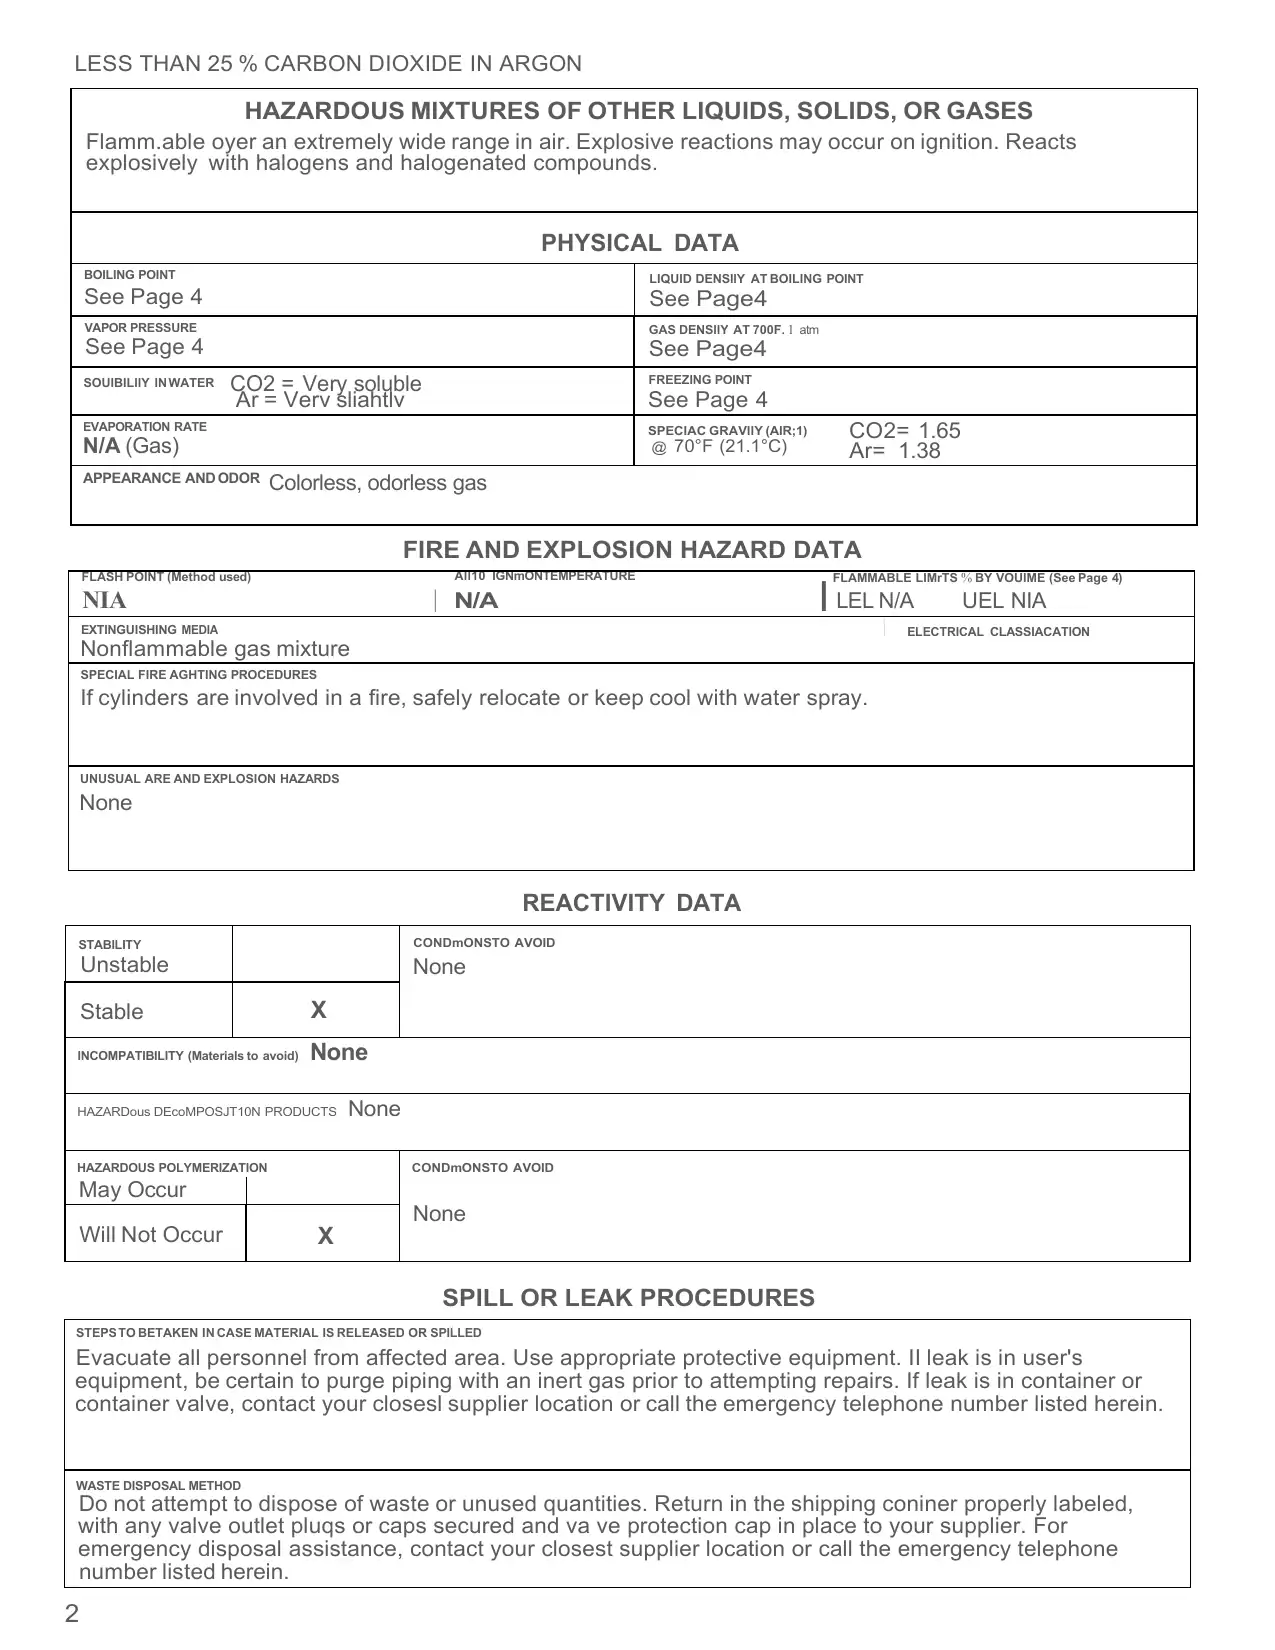 LESS THAN 25 % CARBON DIOXIDE IN ARGON
HAZARDOUS MIXTURES OF OTHER LIQUIDS, SOLIDS, OR GASES
Flamm.able oyer an extremely wide range in air. Explosive reactions may occur on ignition. Reacts
explosively with halogens and halogenated compounds.
PHYSICAL DATA
BOILING POINT
See Page 4
LIQUID DENSIIY AT BOILING POINT
See Page4
VAPOR PRESSURE
See Page 4
GAS DENSIIY AT 700F. 1 atm
See Page4
SOUIBILIIY IN WATER CO2 = Very soluble
Ar = Verv sliahtlv
FREEZING POINT
See Page 4
EVAPORATION RATE
N/A (Gas)
SPECIAC GRAVIIY (AIR;1) CO2= 1.65
@ 70°F (21.1°C) Ar= 1.38
APPEARANCE AND ODOR Colorless, odorless gas
FIRE AND EXPLOSION HAZARD DATA
FLASH POINT (Method used)
NIA
AII10 IGNmONTEMPERATURE
N/A
FLAMMABLE LIMrTS % BY VOUIME (See Page 4)
LEL N/A UEL NIA
EXTINGUISHING MEDIA
Nonflammable gas mixture
ELECTRICAL CLASSIACATION
SPECIAL FIRE AGHTING PROCEDURES
If cylinders are involved in a fire, safely relocate or keep cool with water spray.
UNUSUAL ARE AND EXPLOSION HAZARDS
None
REACTIVITY DATA
STABILITY
Unstable
CONDmONSTO AVOID
None
Stable X
INCOMPATIBILITY (Materials to avoid) None
HAZARDous DEcoMPOSJT10N PRODUCTS None
HAZARDOUS POLYMERIZATION
May Occur
CONDmONSTO AVOID
None
Will Not Occur X
SPILL OR LEAK PROCEDURES
STEPS TO BETAKEN IN CASE MATERIAL IS RELEASED OR SPILLED
Evacuate all personnel from affected area. Use appropriate protective equipment. II leak is in user's
equipment, be certain to purge piping with an inert gas prior to attempting repairs. If leak is in container or
container valve, contact your closesl supplier location or call the emergency telephone number listed herein.
WASTE DISPOSAL METHOD
Do not attempt to dispose of waste or unused quantities. Return in the shipping coniner properly labeled,
with any valve outlet pluqs or caps secured and va ve protection cap in place to your supplier. For
emergency disposal assistance, contact your closest supplier location or call the emergency telephone
number listed herein.
2